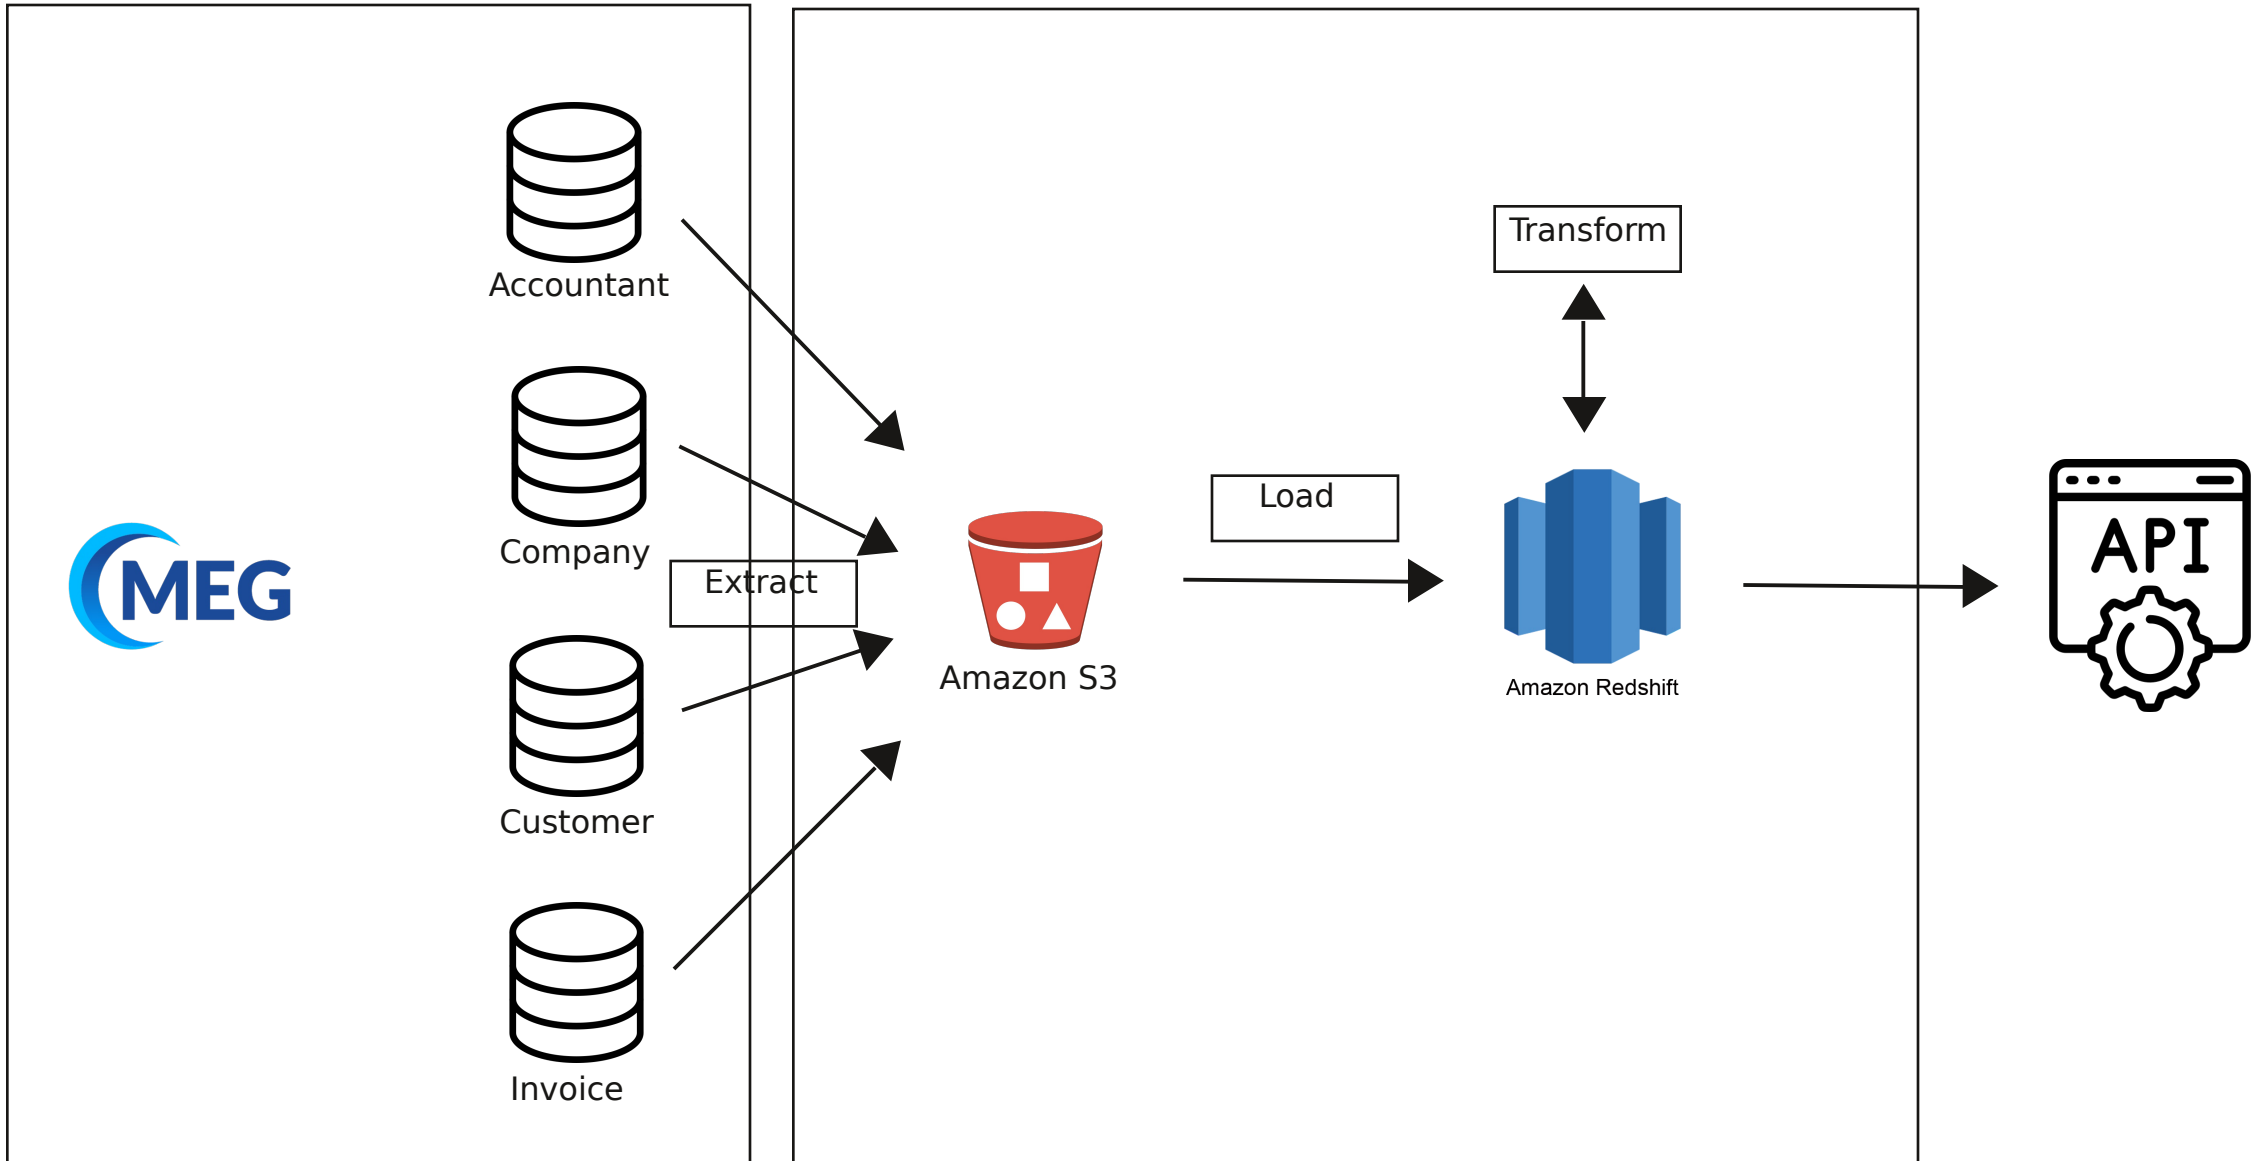 Accountant
Transform
Company
Load
API
MEG
Extract
Amazon S3
Amazon Redshift
Customer
Invoice